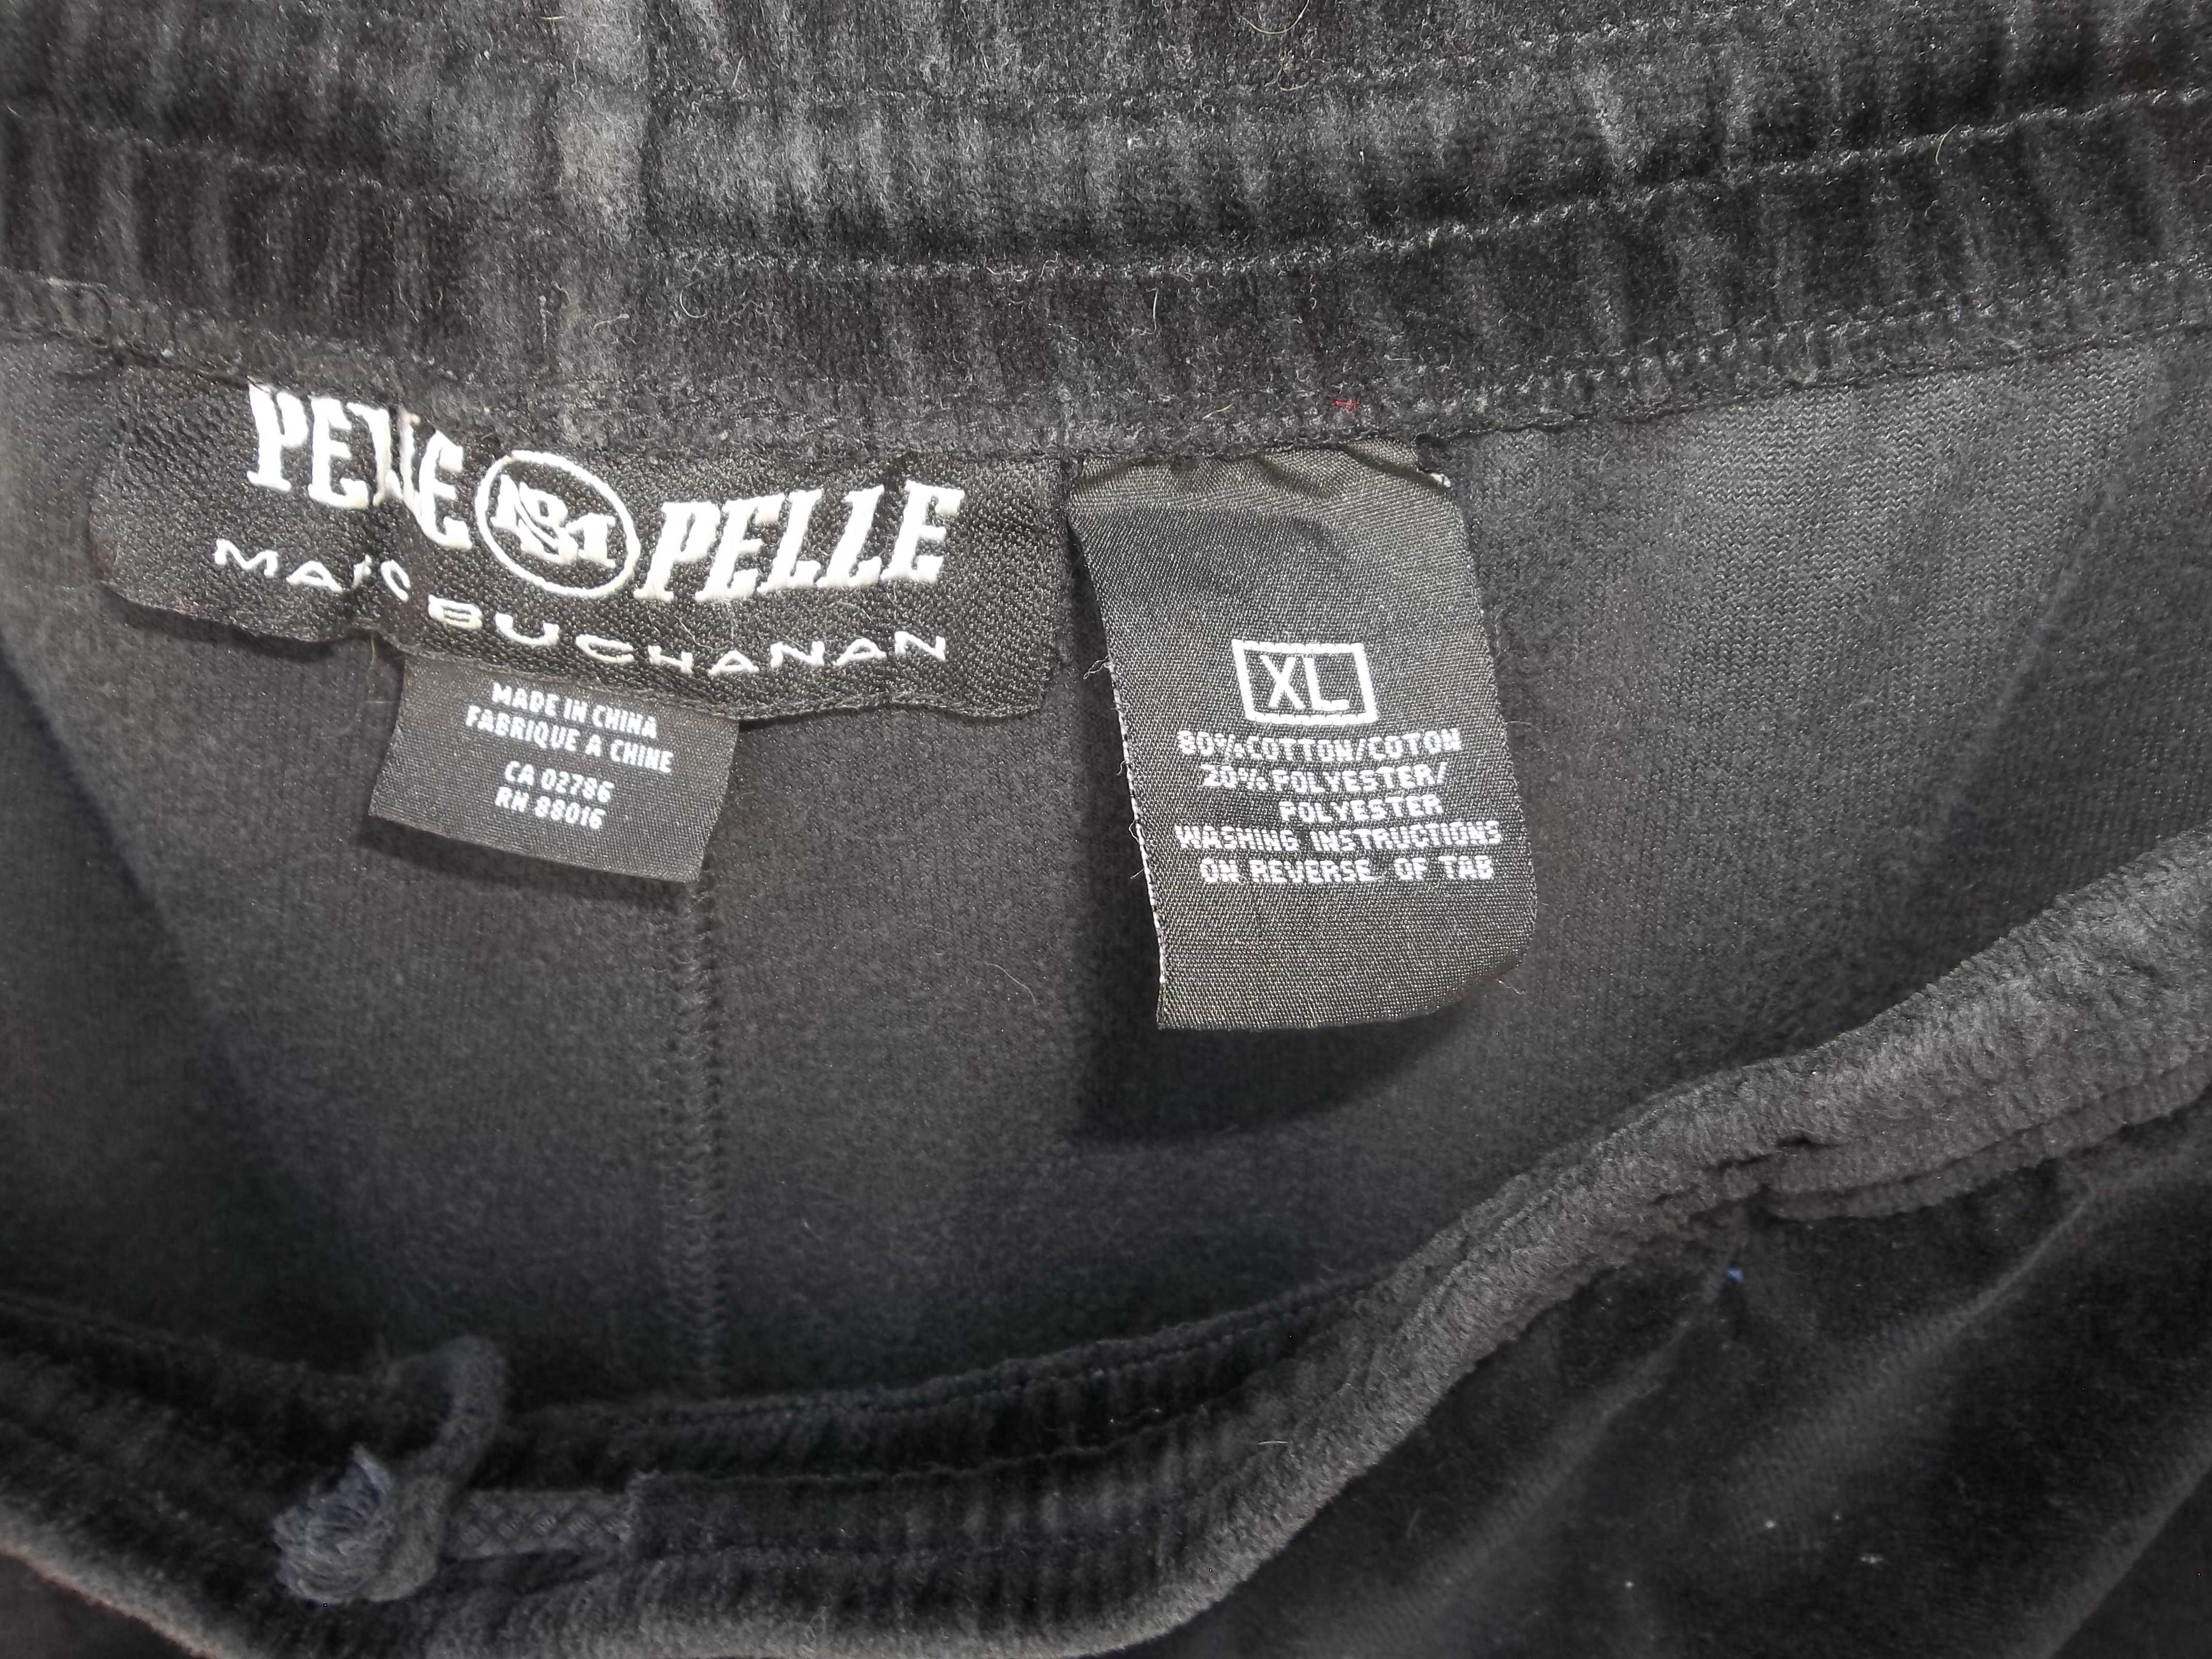 PELLE MB PELLE
MARC BUCHANAN
MADE IN CHINA
FABRIQUE A CHINE
CA 02786
RN 88016
XL
80% COTTON/COTON
20% POLYESTER/
POLYESTER
WASHING INSTRUCTIONS
ON REVERSE OF TAB